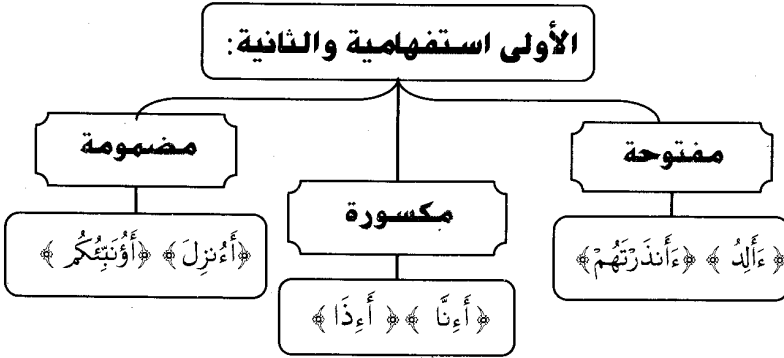 الأولى استفهامية والثانية:
مفتوحة
﴿ءَأَلِدُ﴾ ﴿ءَأَنذَرْتَهُمْ﴾
مكسورة
﴿أَءِنَّا﴾ ﴿أَءِذَا﴾
مضمومة
﴿أَءُنزِلَ﴾ ﴿أَؤُنَبِّئُكُم﴾